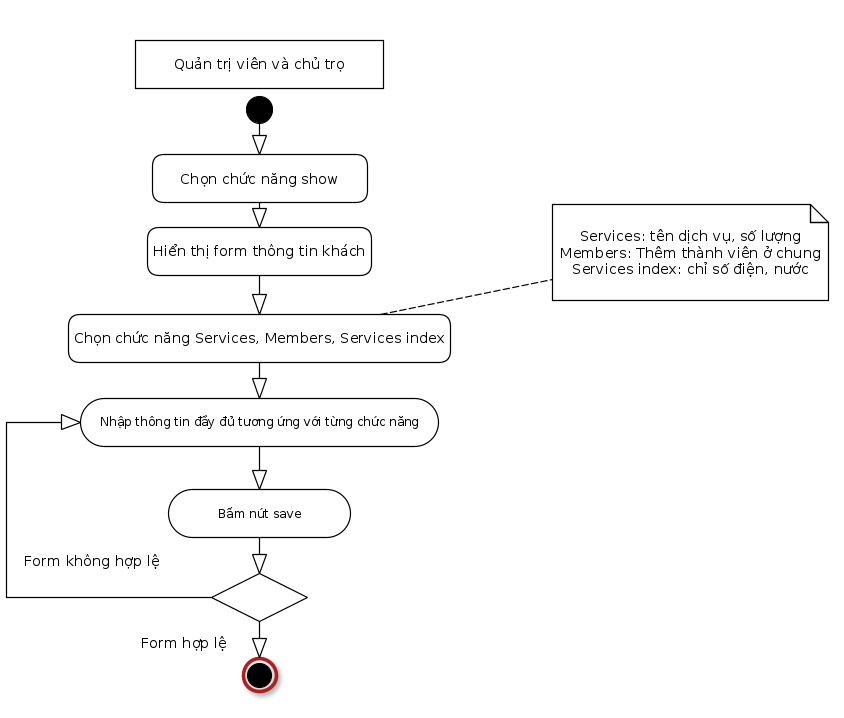 Quản trị viên và chủ trọ
Chọn chức năng show
Hiển thị form thông tin khách
Services: tên dịch vụ, số lượng
Members: Thêm thành viên ở chung
Services index: chỉ số điện, nước
Chọn chức năng Services, Members, Services index
Nhập thông tin đầy đủ tương ứng với từng chức năng
Bấm nút save
Form không hợp lệ
Form hợp lệ